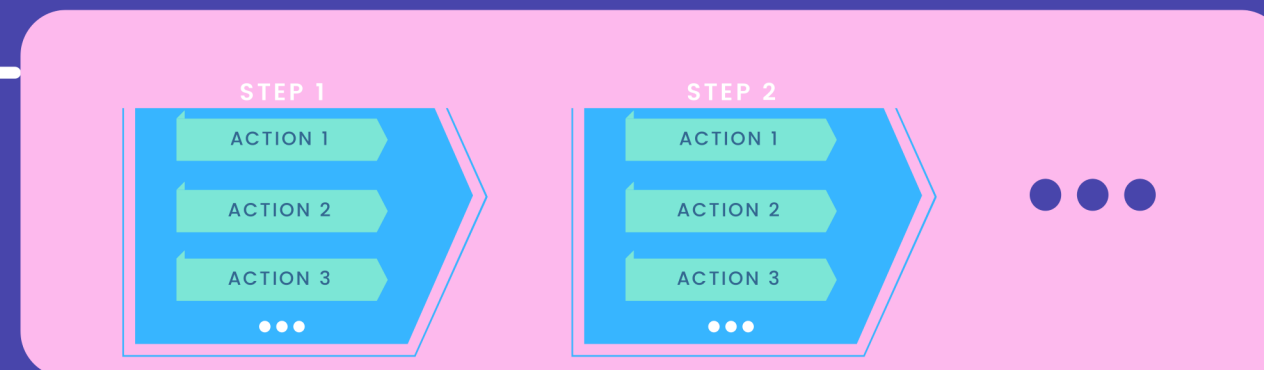 STEP 1
ACTION 1
ACTION 2
ACTION 3
STEP 2
ACTION 1
ACTION 2
ACTION 3